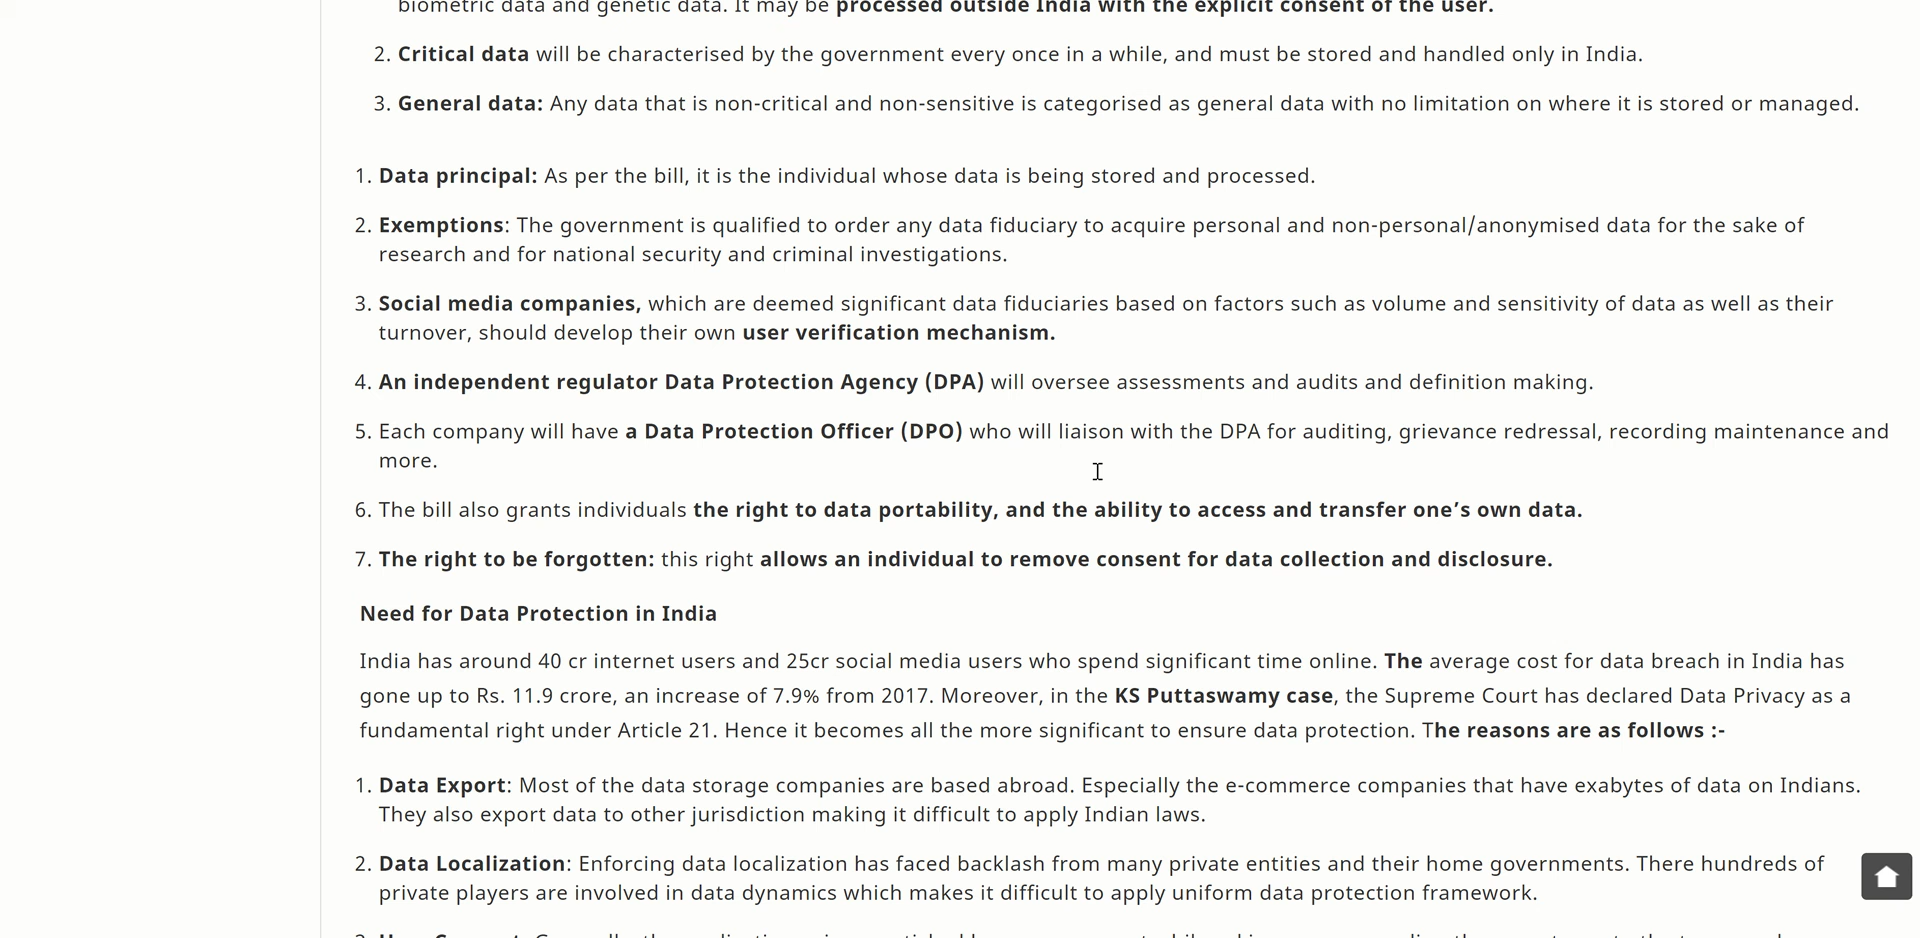 biometric data and genetic data. It may be processed outside India with the explicit consent of the user.
2. Critical data will be characterised by the government every once in a while, and must be stored and handled only in India.
3. General data: Any data that is non-critical and non-sensitive is categorised as general data with no limitation on where it is stored or managed.
1. Data principal: As per the bill, it is the individual whose data is being stored and processed.
2. Exemptions: The government is qualified to order any data fiduciary to acquire personal and non-personal/anonymised data for the sake of
research and for national security and criminal investigations.
3. Social media companies, which are deemed significant data fiduciaries based on factors such as volume and sensitivity of data as well as their
turnover, should develop their own user verification mechanism.
4. An independent regulator Data Protection Agency (DPA) will oversee assessments and audits and definition making.
5. Each company will have a Data Protection Officer (DPO) who will liaison with the DPA for auditing, grievance redressal, recording maintenance and
more.
6. The bill also grants individuals the right to data portability, and the ability to access and transfer one’s own data.
7. The right to be forgotten: this right allows an individual to remove consent for data collection and disclosure.
Need for Data Protection in India
India has around 40 cr internet users and 25cr social media users who spend significant time online. The average cost for data breach in India has
gone up to Rs. 11.9 crore, an increase of 7.9% from 2017. Moreover, in the KS Puttaswamy case, the Supreme Court has declared Data Privacy as a
fundamental right under Article 21. Hence it becomes all the more significant to ensure data protection. The reasons are as follows :-
1. Data Export: Most of the data storage companies are based abroad. Especially the e-commerce companies that have exabytes of data on Indians.
They also export data to other jurisdiction making it difficult to apply Indian laws.
2. Data Localization: Enforcing data localization has faced backlash from many private entities and their home governments. There hundreds of
private players are involved in data dynamics which makes it difficult to apply uniform data protection framework.